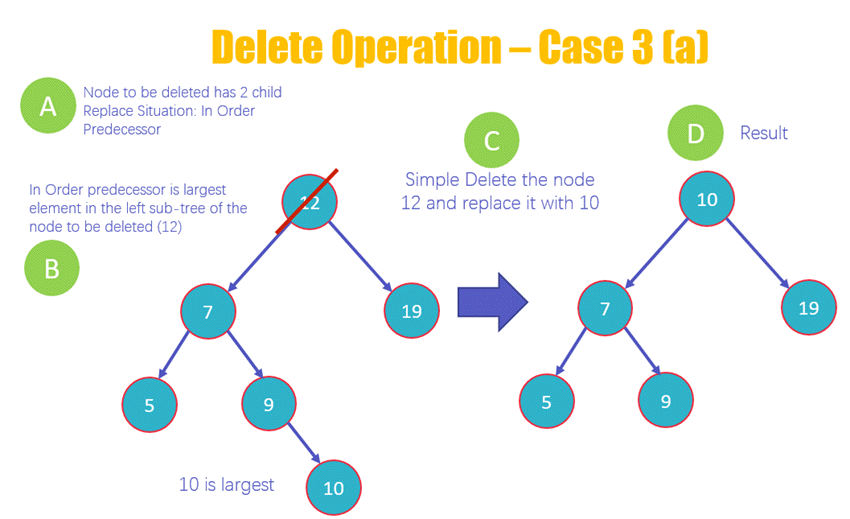 Delete Operation – Case 3 (a)
A
Node to be deleted has 2 child
Replace Situation: In Order
Predecessor
In Order predecessor is largest
element in the left sub-tree of the
node to be deleted (12)
B
12
7
19
5
9
10
10 is largest
C
Simple Delete the node
12 and replace it with 10
D
Result
10
7
19
5
9